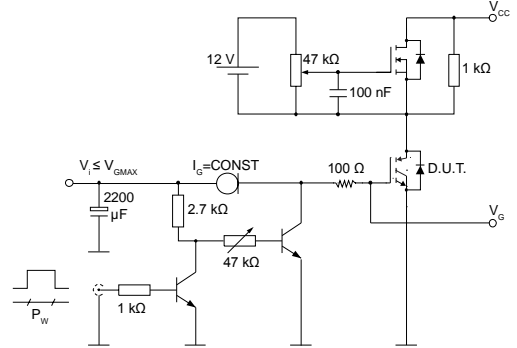 V_CC
12 V
47 kΩ
1 kΩ
100 nF
V_i ≤ V_GMAX
I_G=CONST
100 Ω
D.U.T.
2200
μF
2.7 kΩ
V_G
47 kΩ
1 kΩ
P_W